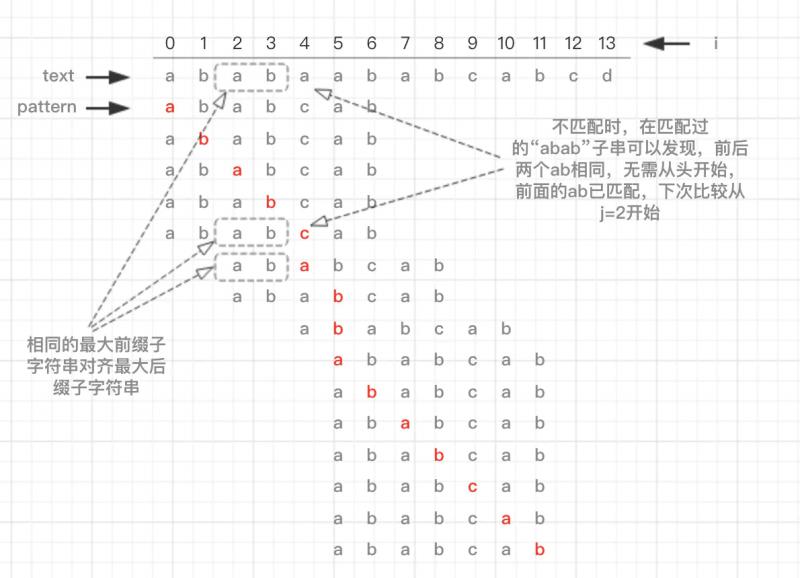 0 1 2 3 4 5 6 7 8 9 10 11 12 13 i
text a b a b a a b a b c a b c d
pattern a b a b c a b
a b a b c a b
a b a b c a b
a b a b c a b
a b a b c a b
a b a b c a b
a b a b c a b
a b a b c a b
a b a b c a b
a b a b c a b
a b a b c a b
a b a b c a b
a b a b c a b
a b a b c a b
a b a b c a b
不匹配时，在匹配过
的“abab”子串可以发现，前后
两个ab相同，无需从头开始，
前面的ab已匹配，下次比较从
j=2开始
相同的最大前缀子
字符串对齐最大后
缀子字符串